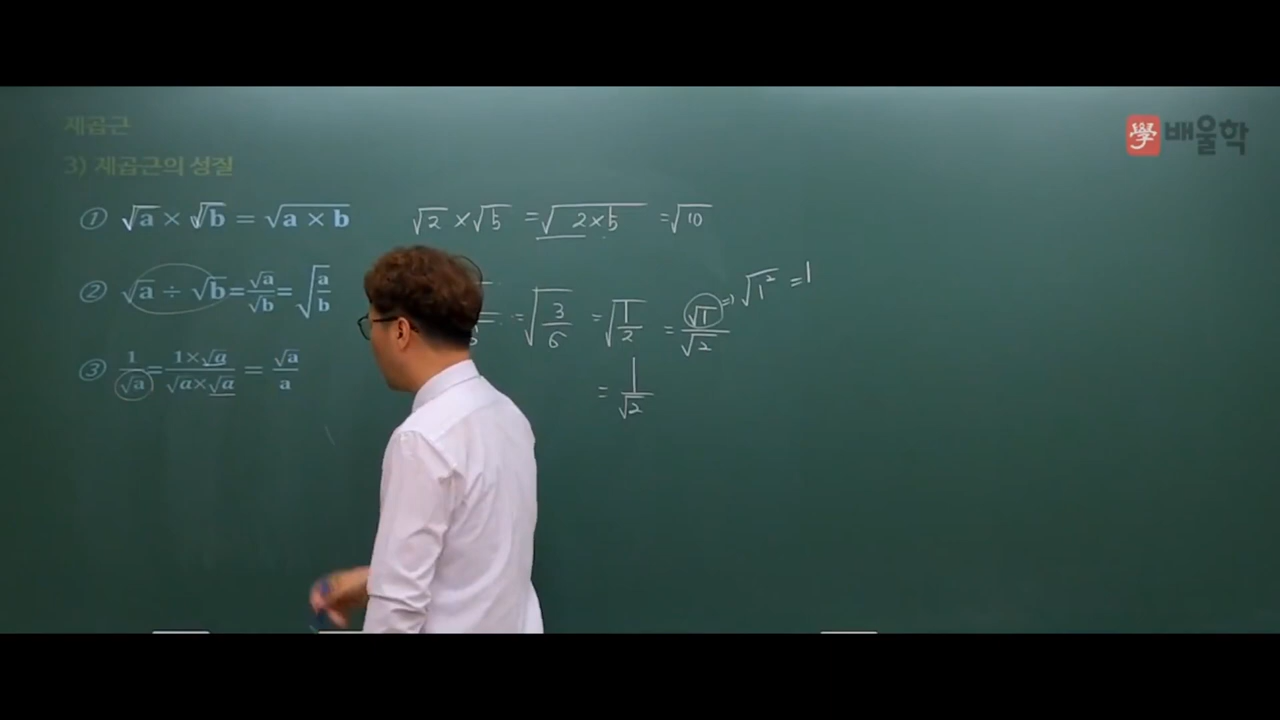 제곱근
學 배울학
3) 제곱근의 성질
① √a × √b = √(a × b)
√2 × √5 = √(2×5) = √10
② √a ÷ √b = √a/√b = √(a/b)
= √(3/6) = √(1/2) = √1/√2 ⇒ √(1²) = 1
③ 1/√a = (1×√a)/(√a×√a) = √a/a
= 1/√2